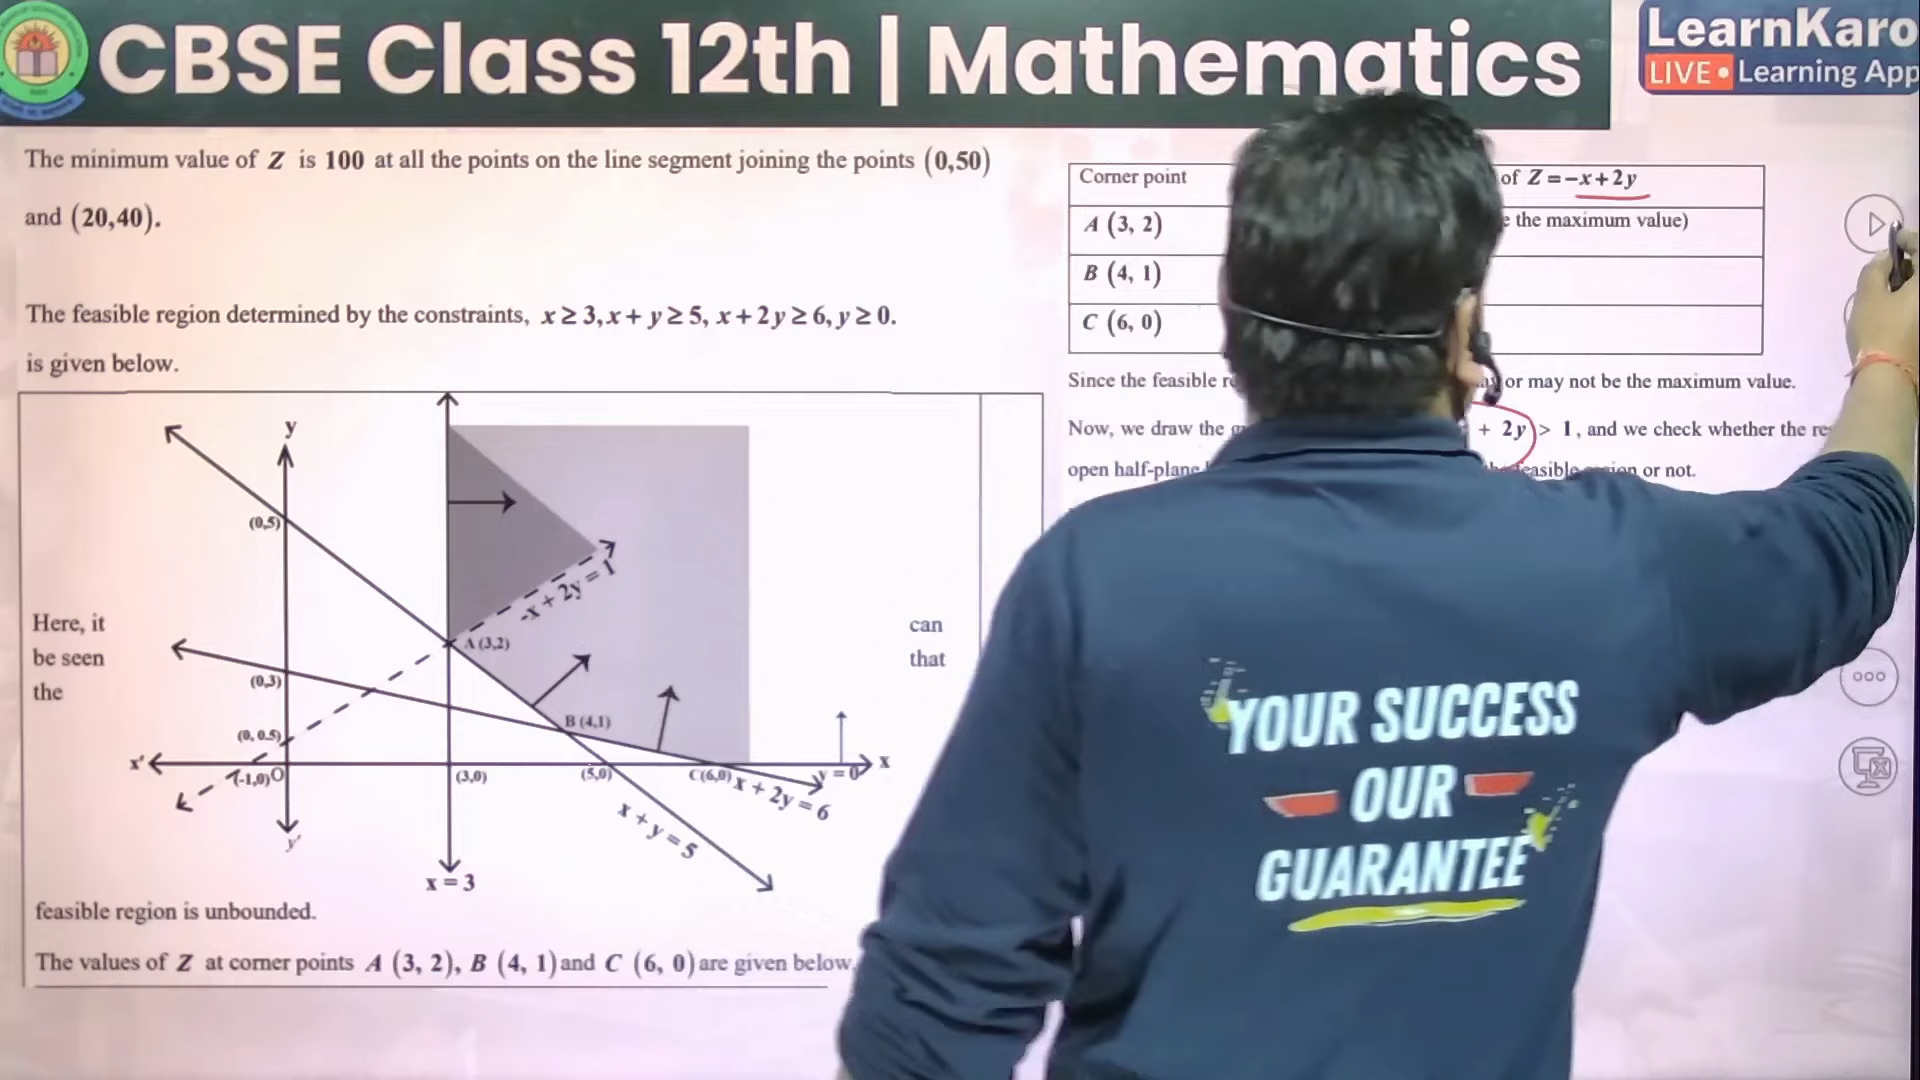 CBSE Class 12th | Mathematics
LearnKaro
LIVE • Learning App
The minimum value of Z is 100 at all the points on the line segment joining the points (0,50)
and (20,40).
The feasible region determined by the constraints, x ≥ 3, x + y ≥ 5, x + 2y ≥ 6, y ≥ 0.
is given below.
y
(0,5)
-x + 2y = 1
A (3,2)
Here, it can
be seen that
the
(0,3)
B (4,1)
(0, 0.5)
x'
(-1,0)
O
(3,0)
(5,0)
C(6,0)
y = 0
x
x + 2y = 6
x + y = 5
y'
x = 3
feasible region is unbounded.
The values of Z at corner points A (3, 2), B (4, 1) and C (6, 0) are given below.
Corner point of Z = −x + 2y
A (3, 2) the maximum value)
B (4, 1)
C (6, 0)
Since the feasible or may not be the maximum value.
Now, we draw the + 2y > 1, and we check whether the
open half-plane feasible or not.
YOUR SUCCESS
OUR
GUARANTEE